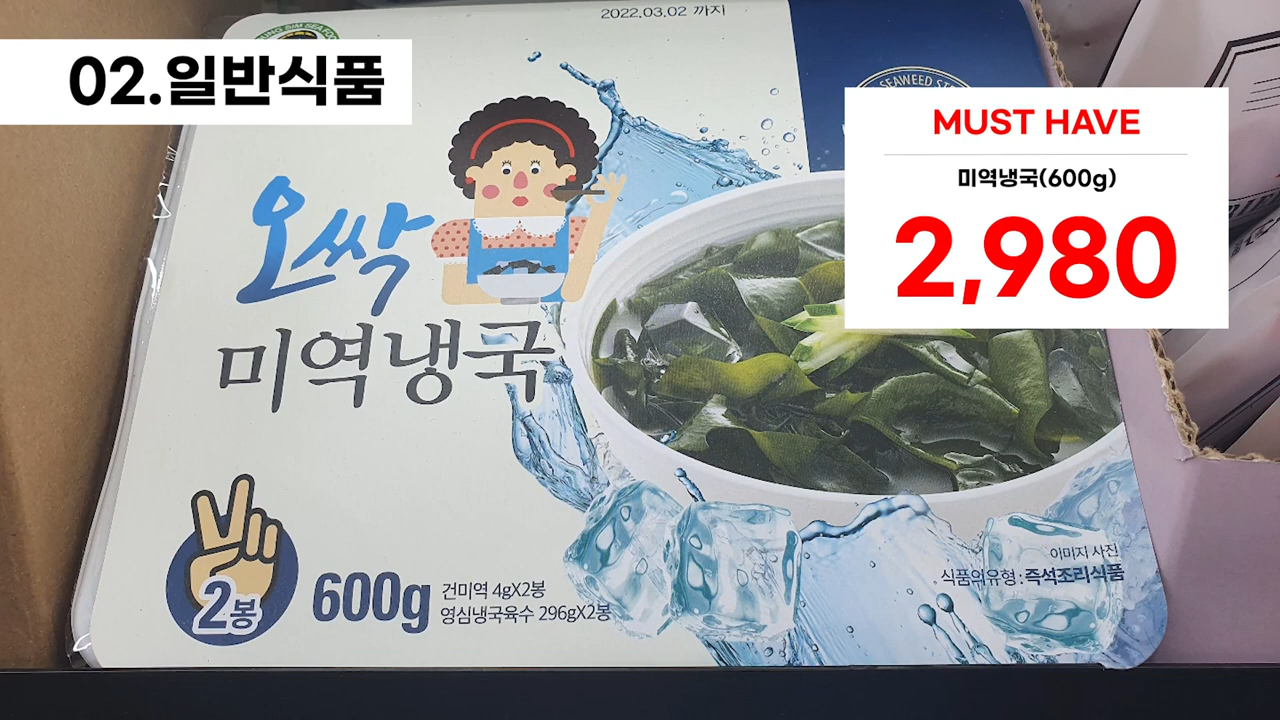 2022.03.02 까지
02.일반식품
SEAWEED
MUST HAVE
미역냉국(600g)
2,980
오싹
미역냉국
2봉
600g
건미역 4gX2봉
영심냉국육수 296gX2봉
이미지 사진
식품의유형 : 즉석조리식품